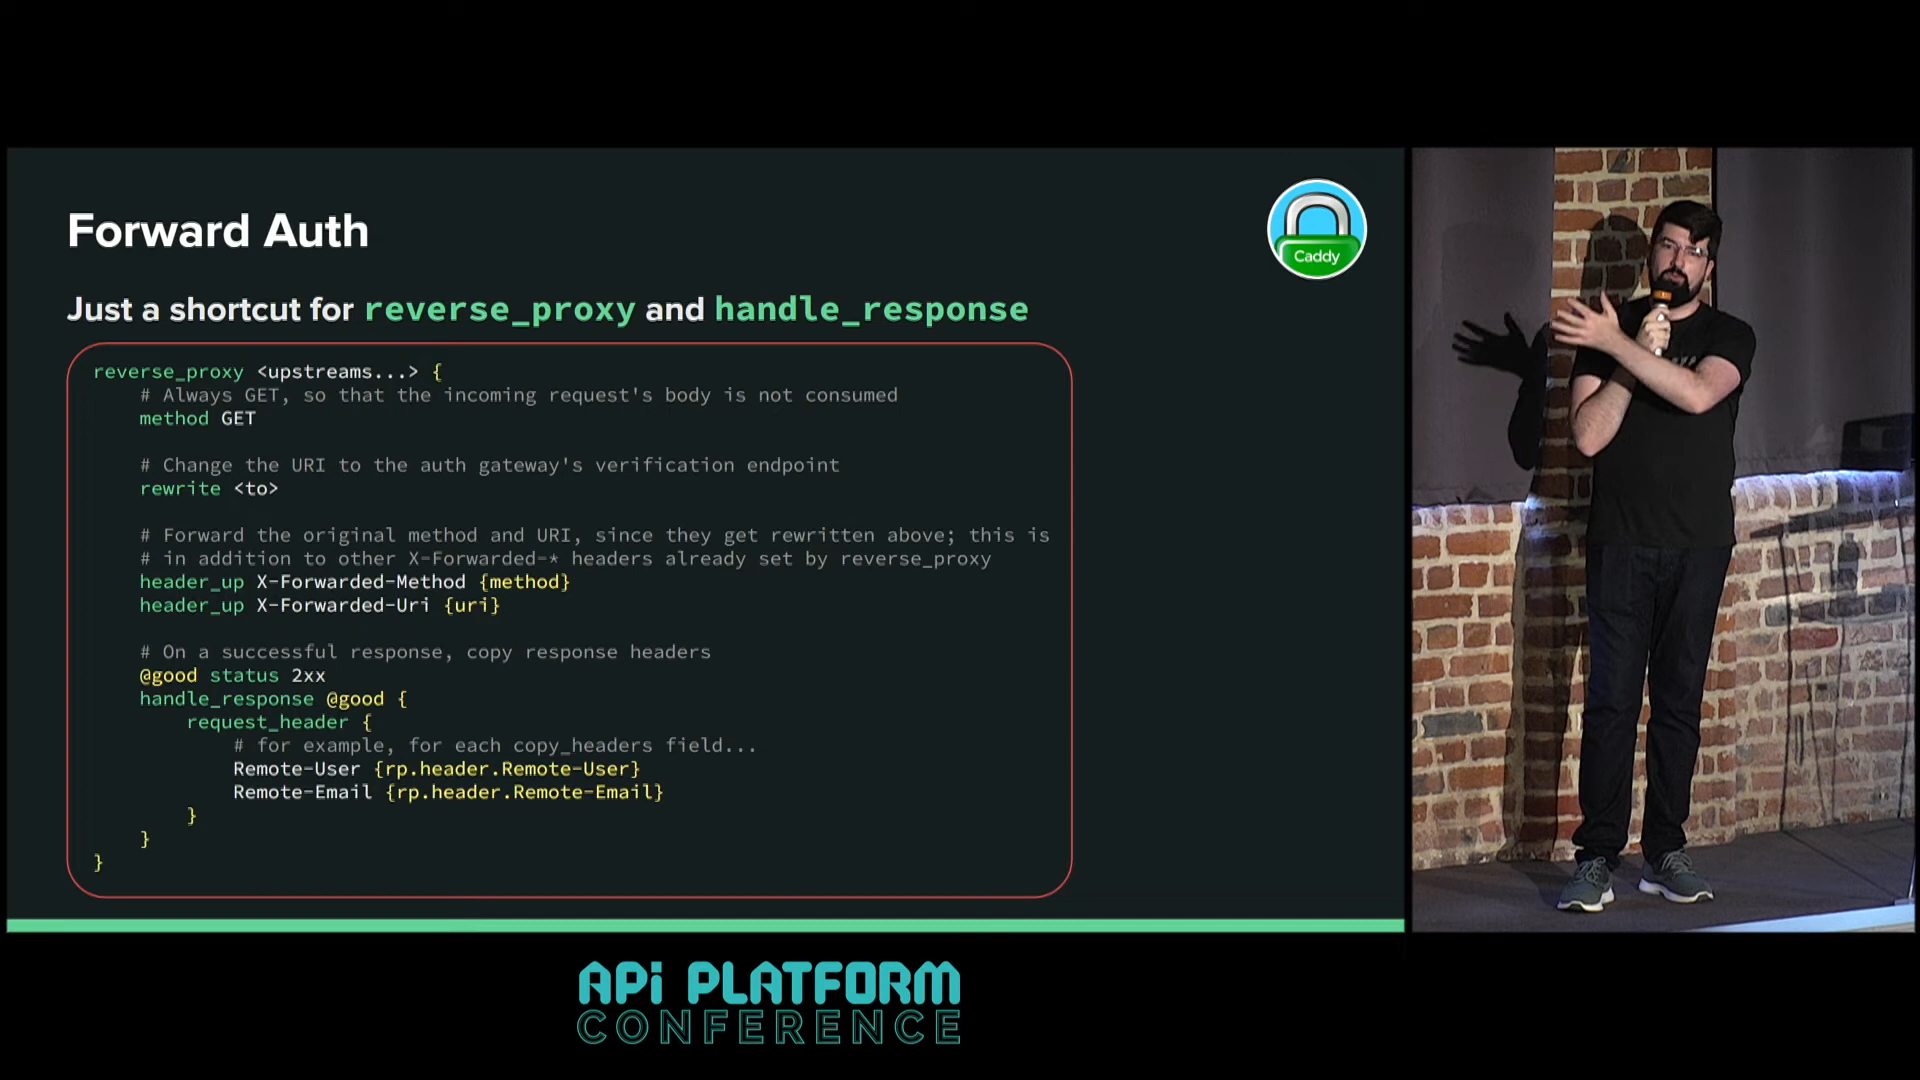 Forward Auth
Caddy
Just a shortcut for reverse_proxy and handle_response
reverse_proxy <upstreams...> {
    # Always GET, so that the incoming request's body is not consumed
    method GET

    # Change the URI to the auth gateway's verification endpoint
    rewrite <to>

    # Forward the original method and URI, since they get rewritten above; this is
    # in addition to other X-Forwarded-* headers already set by reverse_proxy
    header_up X-Forwarded-Method {method}
    header_up X-Forwarded-Uri {uri}

    # On a successful response, copy response headers
    @good status 2xx
    handle_response @good {
        request_header {
            # for example, for each copy_headers field...
            Remote-User {rp.header.Remote-User}
            Remote-Email {rp.header.Remote-Email}
        }
    }
}
APi PLATFORM
CONFERENCE